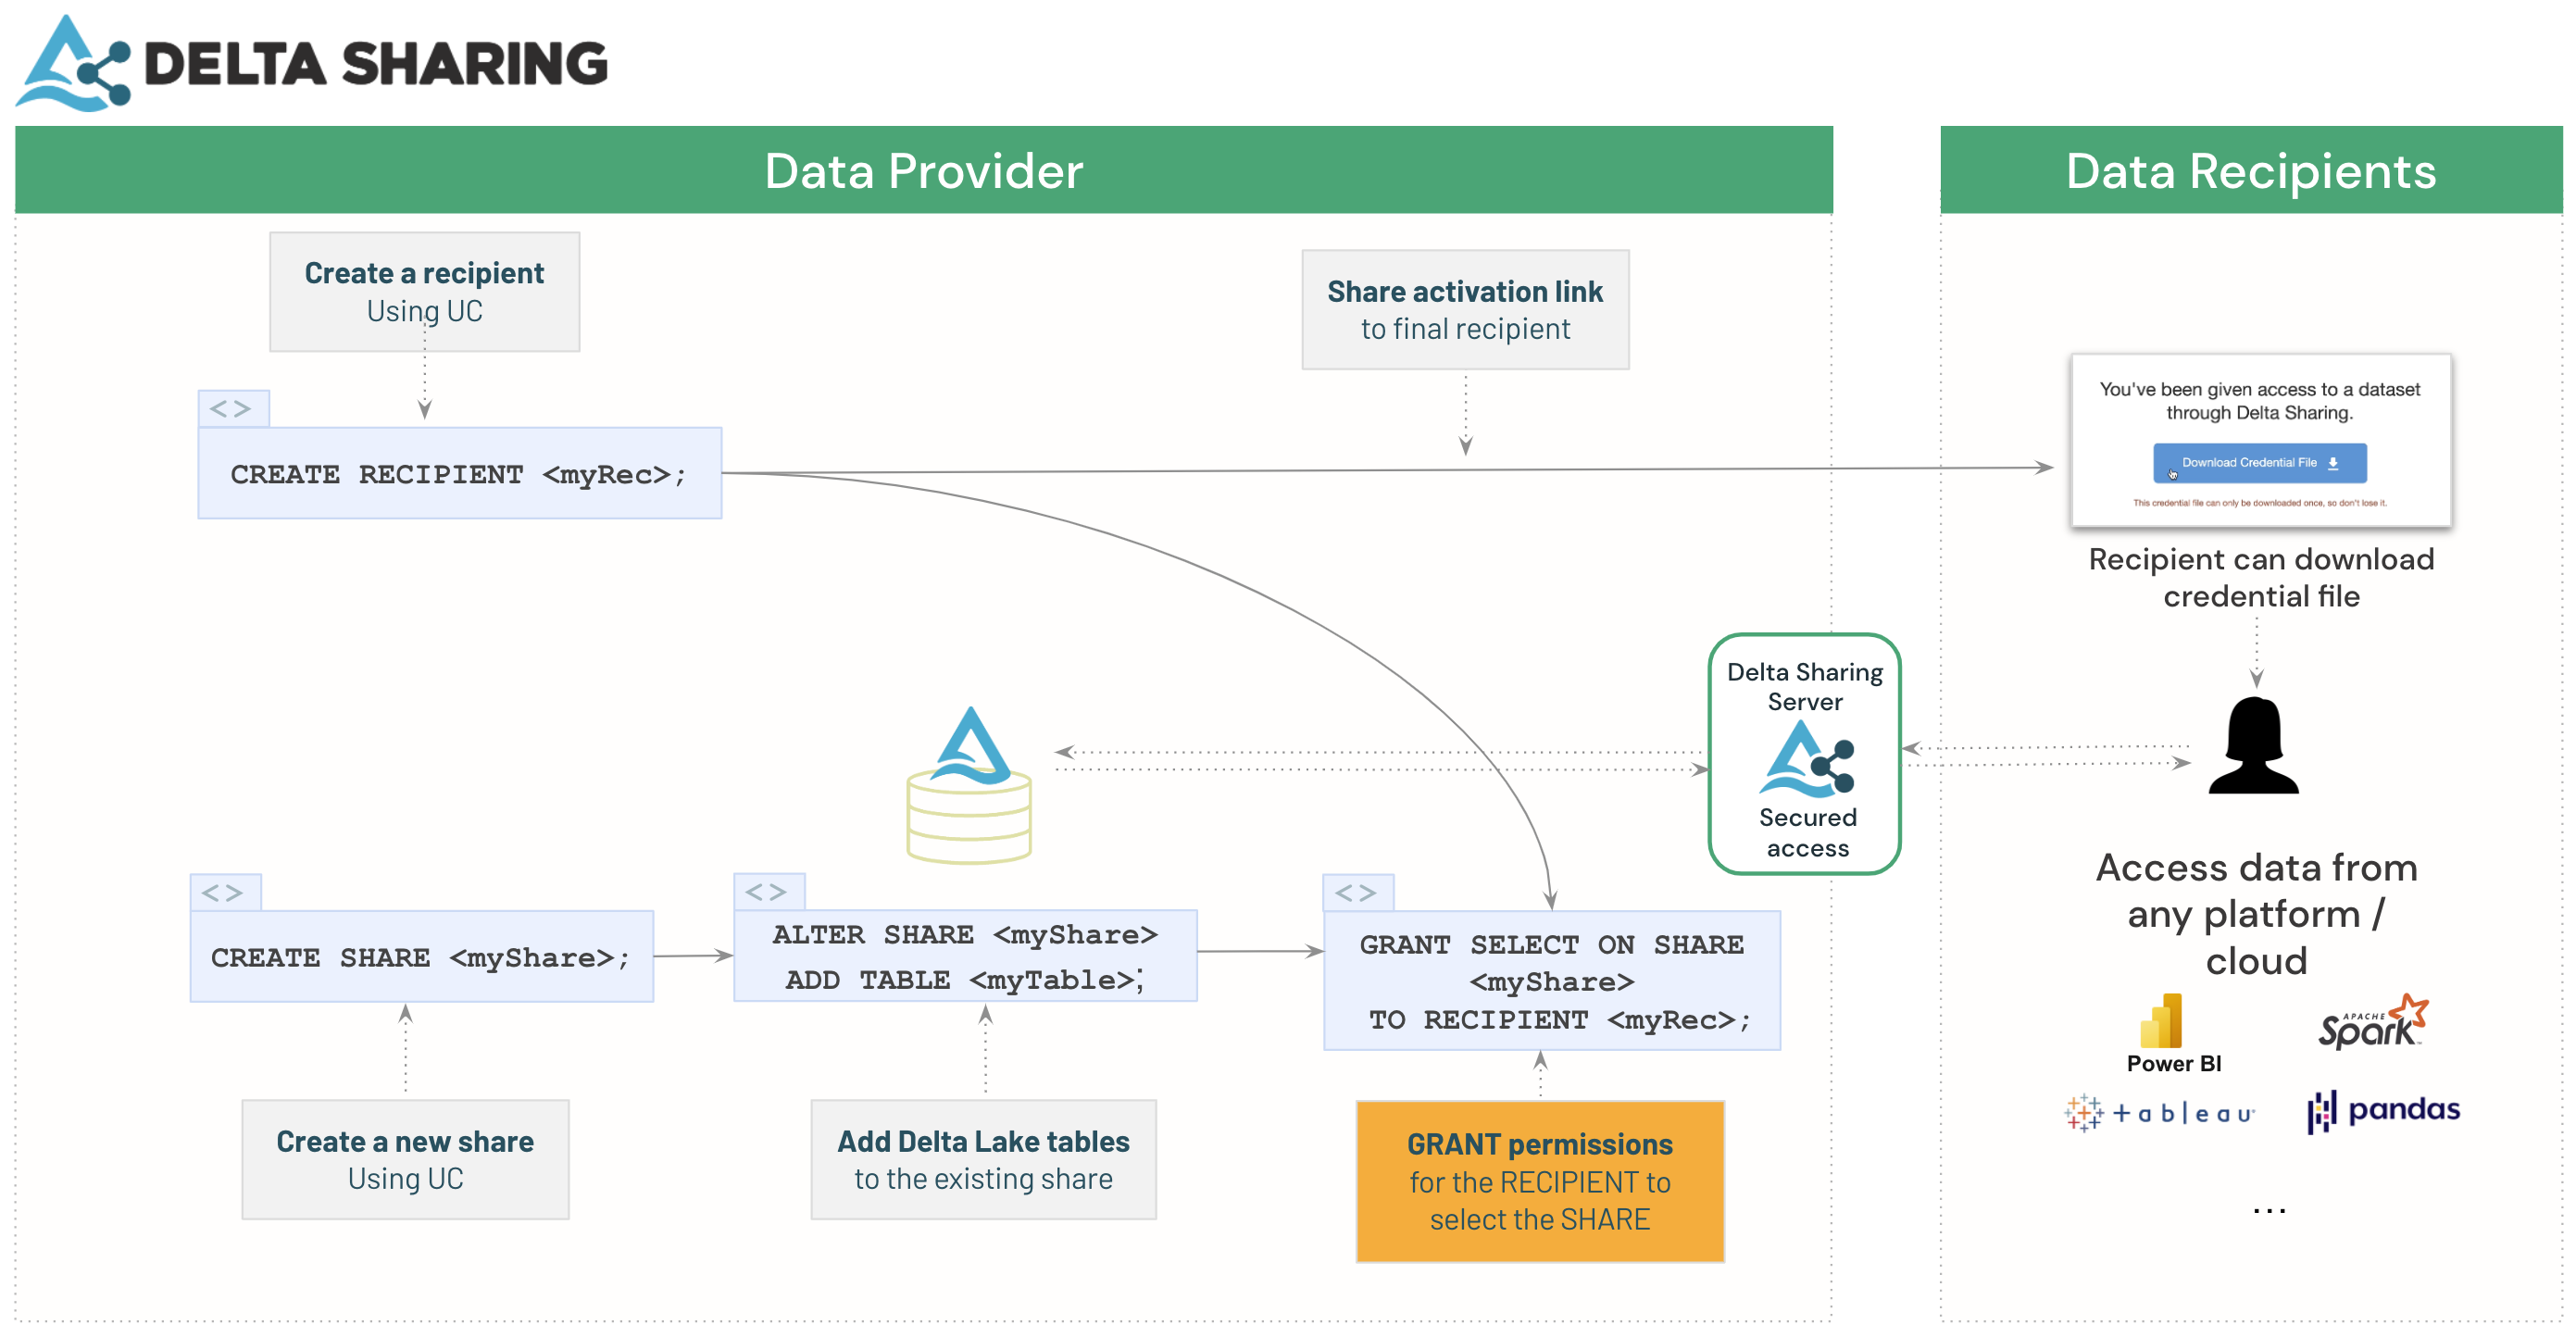 DELTA SHARING
Data Provider
Create a recipient
Using UC
Share activation link
to final recipient
<>
CREATE RECIPIENT <myRec>;
Delta Sharing
Server
Secured
access
<>
CREATE SHARE <myShare>;
<>
ALTER SHARE <myShare>
ADD TABLE <myTable>;
<>
GRANT SELECT ON SHARE
<myShare>
TO RECIPIENT <myRec>;
Create a new share
Using UC
Add Delta Lake tables
to the existing share
GRANT permissions
for the RECIPIENT to
select the SHARE
Data Recipients
You've been given access to a dataset
through Delta Sharing.
Download Credential File
This credential file can only be downloaded once, so don't lose it.
Recipient can download
credential file
Access data from
any platform /
cloud
Power BI
APACHE
Spark™
+ableau
pandas
...